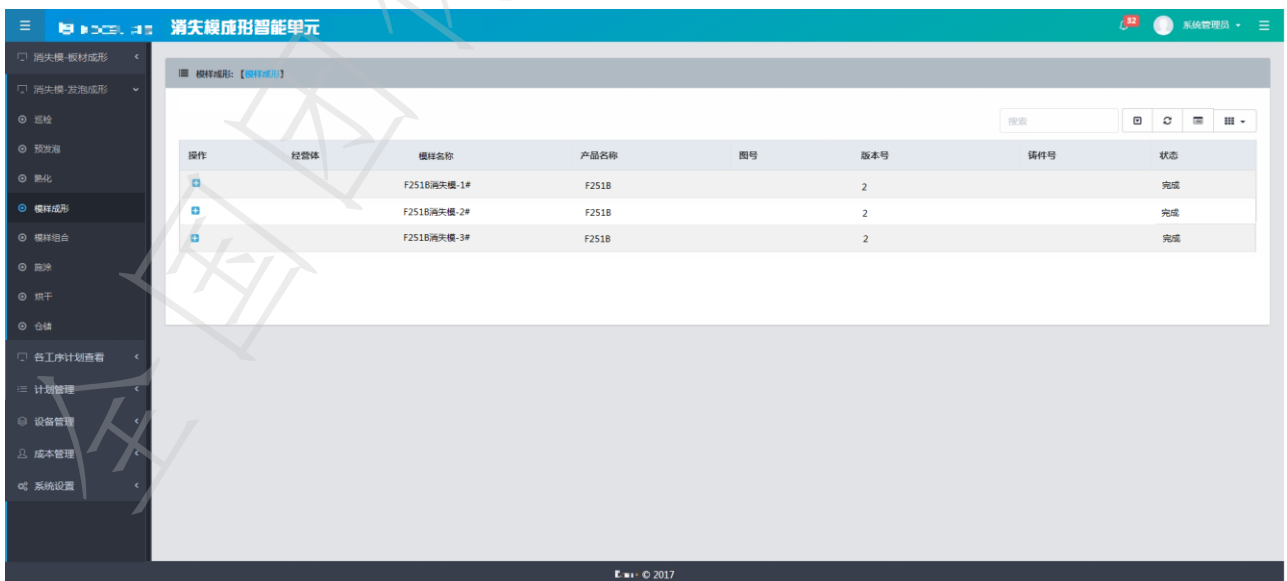 消失模成形智能单元
32
系统管理员
消失模-板材成形
消失模-发泡成形
巡检
预发泡
熟化
模样成形
模样组合
施涂
烘干
仓储
各工序计划查看
计划管理
设备管理
成本管理
系统设置
模样成形:【模样成形】
搜索
操作 经营体 模样名称 产品名称 图号 版本号 铸件号 状态
F251B消失模-1# F251B 2 完成
F251B消失模-2# F251B 2 完成
F251B消失模-3# F251B 2 完成
© 2017